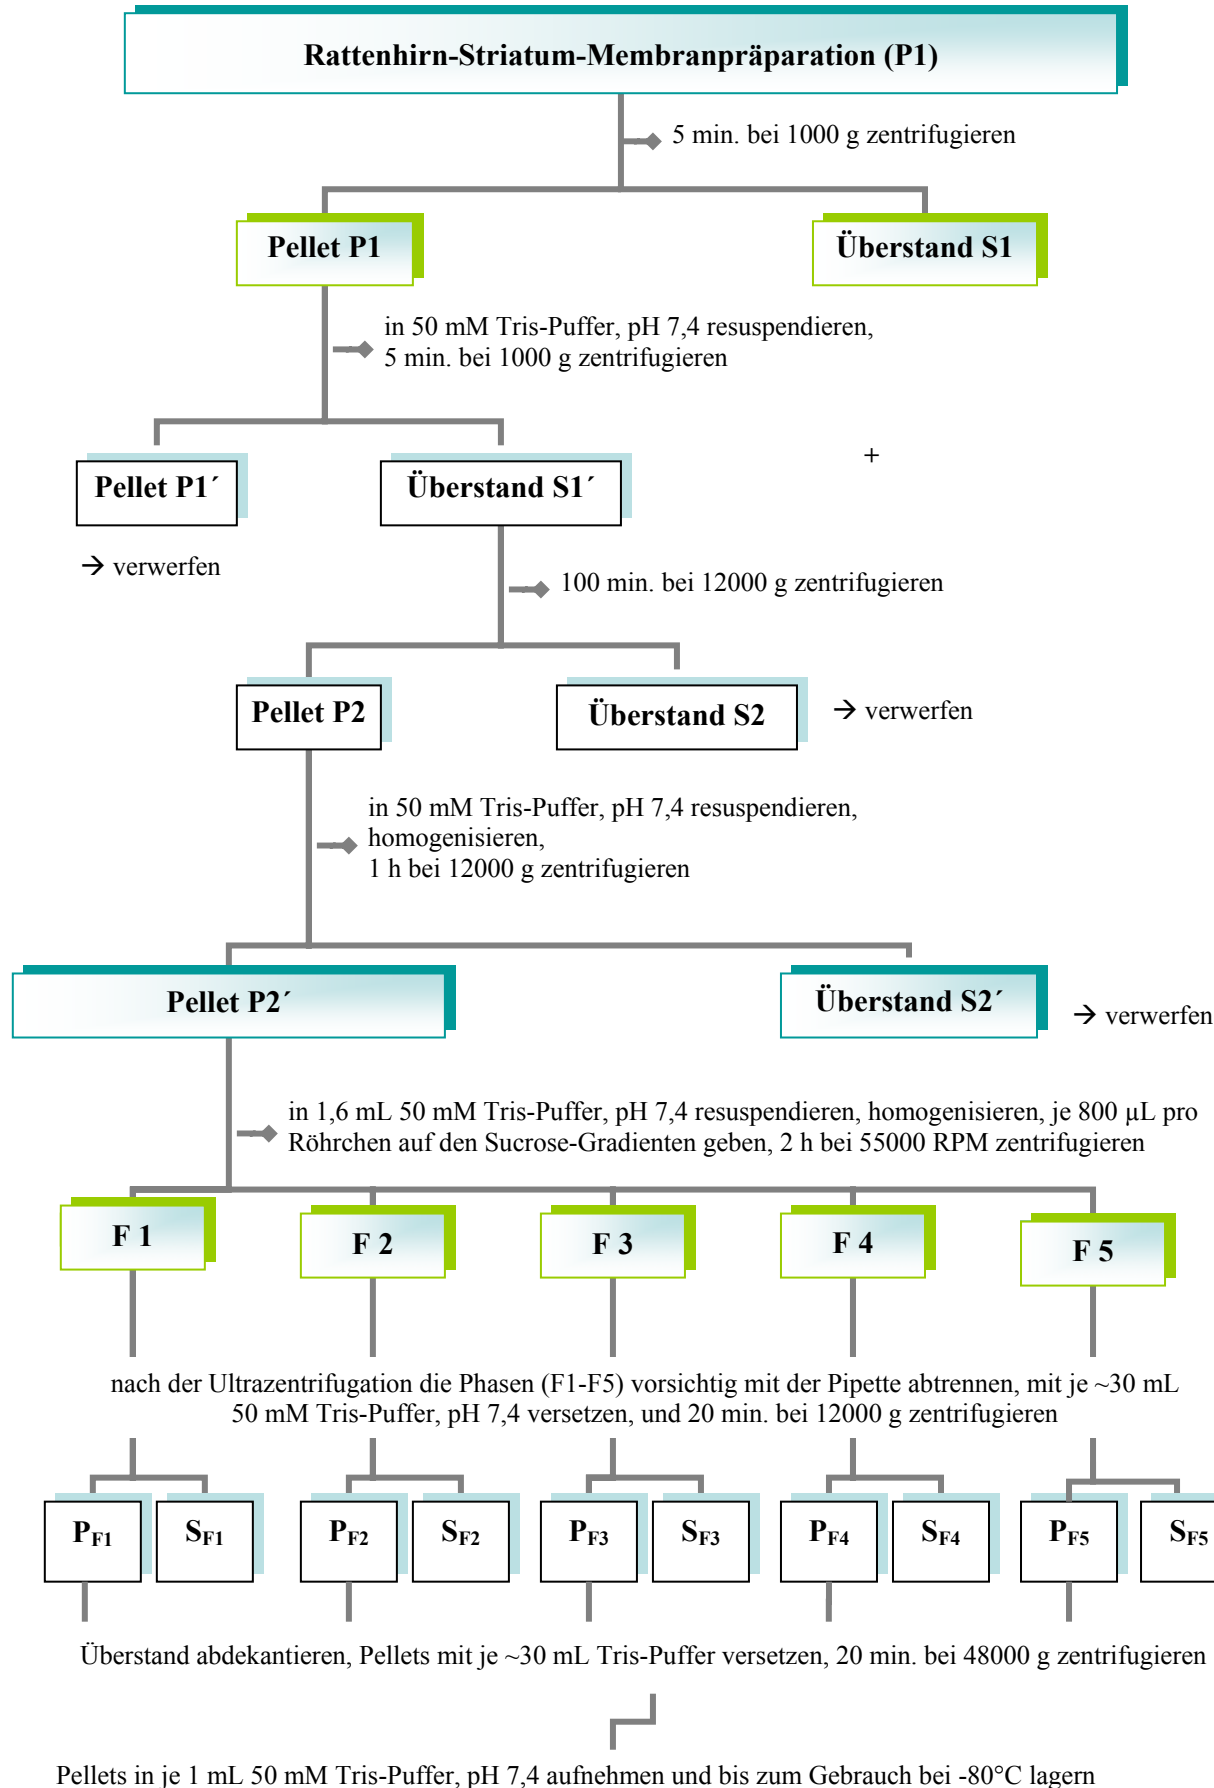 Rattenhirn-Striatum-Membranpräparation (P1)
5 min. bei 1000 g zentrifugieren
Pellet P1
Überstand S1
in 50 mM Tris-Puffer, pH 7,4 resuspendieren,
5 min. bei 1000 g zentrifugieren
+
Pellet P1´
Überstand S1´
→ verwerfen
100 min. bei 12000 g zentrifugieren
Pellet P2
Überstand S2
→ verwerfen
in 50 mM Tris-Puffer, pH 7,4 resuspendieren,
homogenisieren,
1 h bei 12000 g zentrifugieren
Pellet P2´
Überstand S2´
→ verwerfen
in 1,6 mL 50 mM Tris-Puffer, pH 7,4 resuspendieren, homogenisieren, je 800 µL pro
Röhrchen auf den Sucrose-Gradienten geben, 2 h bei 55000 RPM zentrifugieren
F 1
F 2
F 3
F 4
F 5
nach der Ultrazentrifugation die Phasen (F1-F5) vorsichtig mit der Pipette abtrennen, mit je ~30 mL
50 mM Tris-Puffer, pH 7,4 versetzen, und 20 min. bei 12000 g zentrifugieren
PF1
SF1
PF2
SF2
PF3
SF3
PF4
SF4
PF5
SF5
Überstand abdekantieren, Pellets mit je ~30 mL Tris-Puffer versetzen, 20 min. bei 48000 g zentrifugieren
Pellets in je 1 mL 50 mM Tris-Puffer, pH 7,4 aufnehmen und bis zum Gebrauch bei -80°C lagern